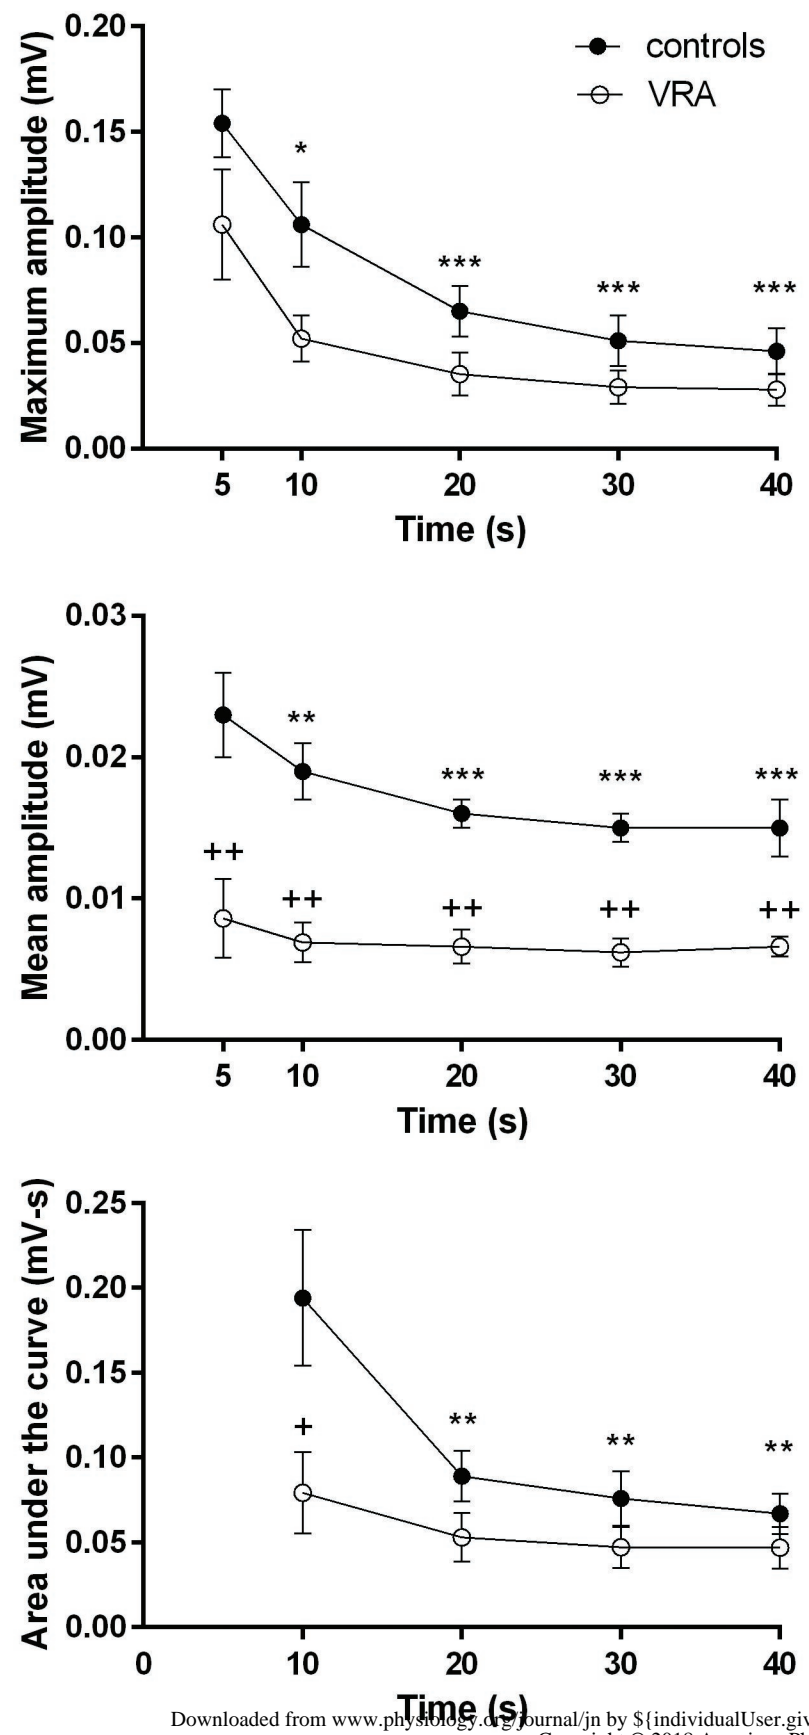 Maximum amplitude (mV)
0.20
0.15
0.10
0.05
0.00
controls
VRA
*
***
***
***
5 10 20 30 40
Time (s)
Mean amplitude (mV)
0.03
0.02
0.01
0.00
**
***
***
***
++
++
++
++
++
5 10 20 30 40
Time (s)
Area under the curve (mV-s)
0.25
0.20
0.15
0.10
0.05
0.00
+
**
**
**
0 10 20 30 40
Time (s)
Downloaded from www.physiology.org/journal/jn by ${individualUser.giv